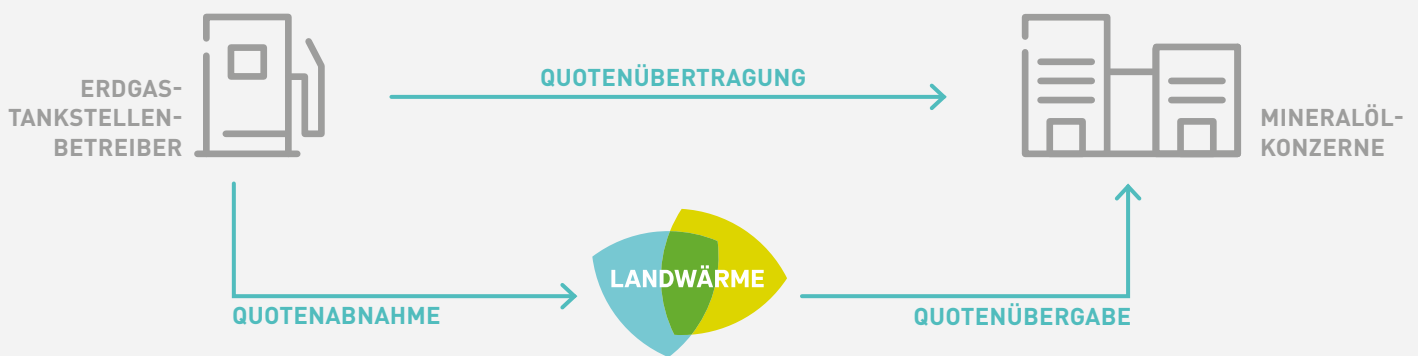 ERDGAS-
TANKSTELLEN-
BETREIBER
QUOTENÜBERTRAGUNG
MINERALÖL-
KONZERNE
QUOTENABNAHME
LANDWÄRME
QUOTENÜBERGABE